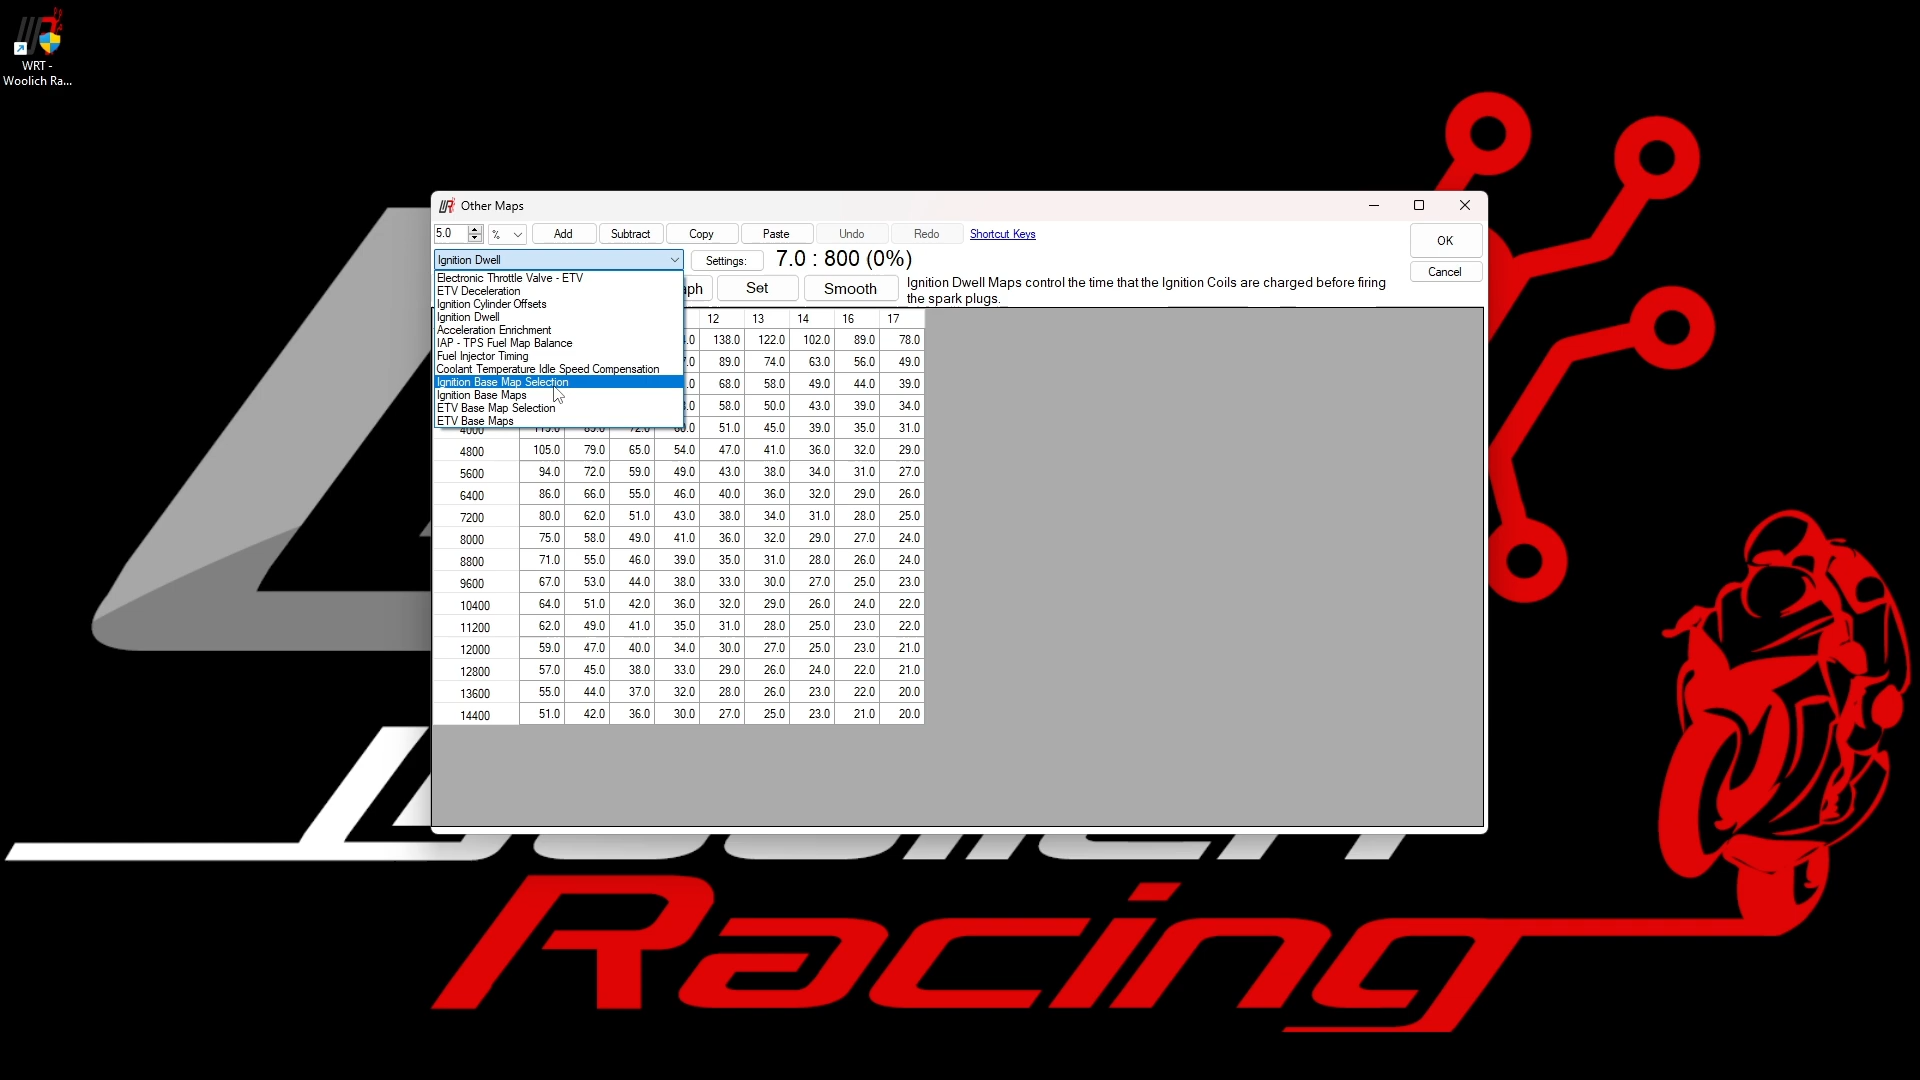 WRT -
Woolich Ra...
Other Maps
5.0 % Add Subtract Copy Paste Undo Redo Shortcut Keys
OK
Ignition Dwell Settings: 7.0 : 800 (0%)
Cancel
Electronic Throttle Valve - ETV
ETV Deceleration
Ignition Cylinder Offsets
Ignition Dwell
Acceleration Enrichment
IAP - TPS Fuel Map Balance
Fuel Injector Timing
Coolant Temperature Idle Speed Compensation
Ignition Base Map Selection
Ignition Base Maps
ETV Base Map Selection
ETV Base Maps
Set Smooth
Ignition Dwell Maps control the time that the Ignition Coils are charged before firing
the spark plugs.
12 13 14 16 17
138.0 122.0 102.0 89.0 78.0
89.0 74.0 63.0 56.0 49.0
68.0 58.0 49.0 44.0 39.0
58.0 50.0 43.0 39.0 34.0
4000 51.0 45.0 39.0 35.0 31.0
4800 105.0 79.0 65.0 54.0 47.0 41.0 36.0 32.0 29.0
5600 94.0 72.0 59.0 49.0 43.0 38.0 34.0 31.0 27.0
6400 86.0 66.0 55.0 46.0 40.0 36.0 32.0 29.0 26.0
7200 80.0 62.0 51.0 43.0 38.0 34.0 31.0 28.0 25.0
8000 75.0 58.0 49.0 41.0 36.0 32.0 29.0 27.0 24.0
8800 71.0 55.0 46.0 39.0 35.0 31.0 28.0 26.0 24.0
9600 67.0 53.0 44.0 38.0 33.0 30.0 27.0 25.0 23.0
10400 64.0 51.0 42.0 36.0 32.0 29.0 26.0 24.0 22.0
11200 62.0 49.0 41.0 35.0 31.0 28.0 25.0 23.0 22.0
12000 59.0 47.0 40.0 34.0 30.0 27.0 25.0 23.0 21.0
12800 57.0 45.0 38.0 33.0 29.0 26.0 24.0 22.0 21.0
13600 55.0 44.0 37.0 32.0 28.0 26.0 23.0 22.0 20.0
14400 51.0 42.0 36.0 30.0 27.0 25.0 23.0 21.0 20.0
Racing